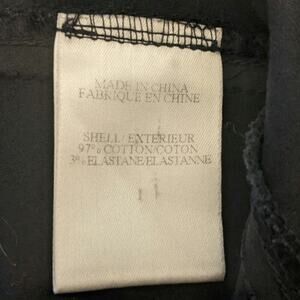 MADE IN CHINA
FABRIQUE EN CHINE
SHELL/EXTERIEUR
97% COTTON/COTON
3% ELASTANE/ELASTANNE